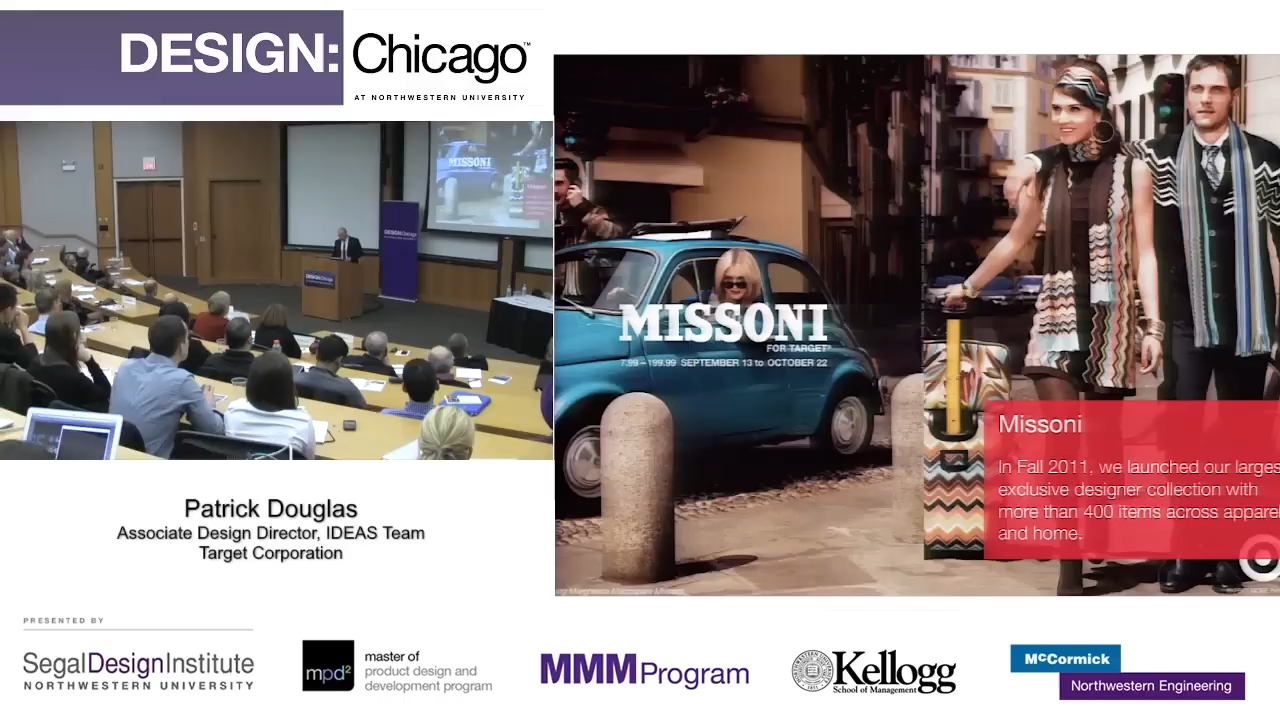 DESIGN: Chicago™
AT NORTHWESTERN UNIVERSITY
MISSONI
DESIGN:Chicago
MISSONI
FOR TARGET®
7.99–199.99 SEPTEMBER 13 to OCTOBER 22
Missoni
In Fall 2011, we launched our larges
exclusive designer collection with
more than 400 items across appare
and home.
Patrick Douglas
Associate Design Director, IDEAS Team
Target Corporation
PRESENTED BY
SegalDesignInstitute
NORTHWESTERN UNIVERSITY
mpd²
master of
product design and
development program
MMM Program
Kellogg
School of Management
McCormick
Northwestern Engineering